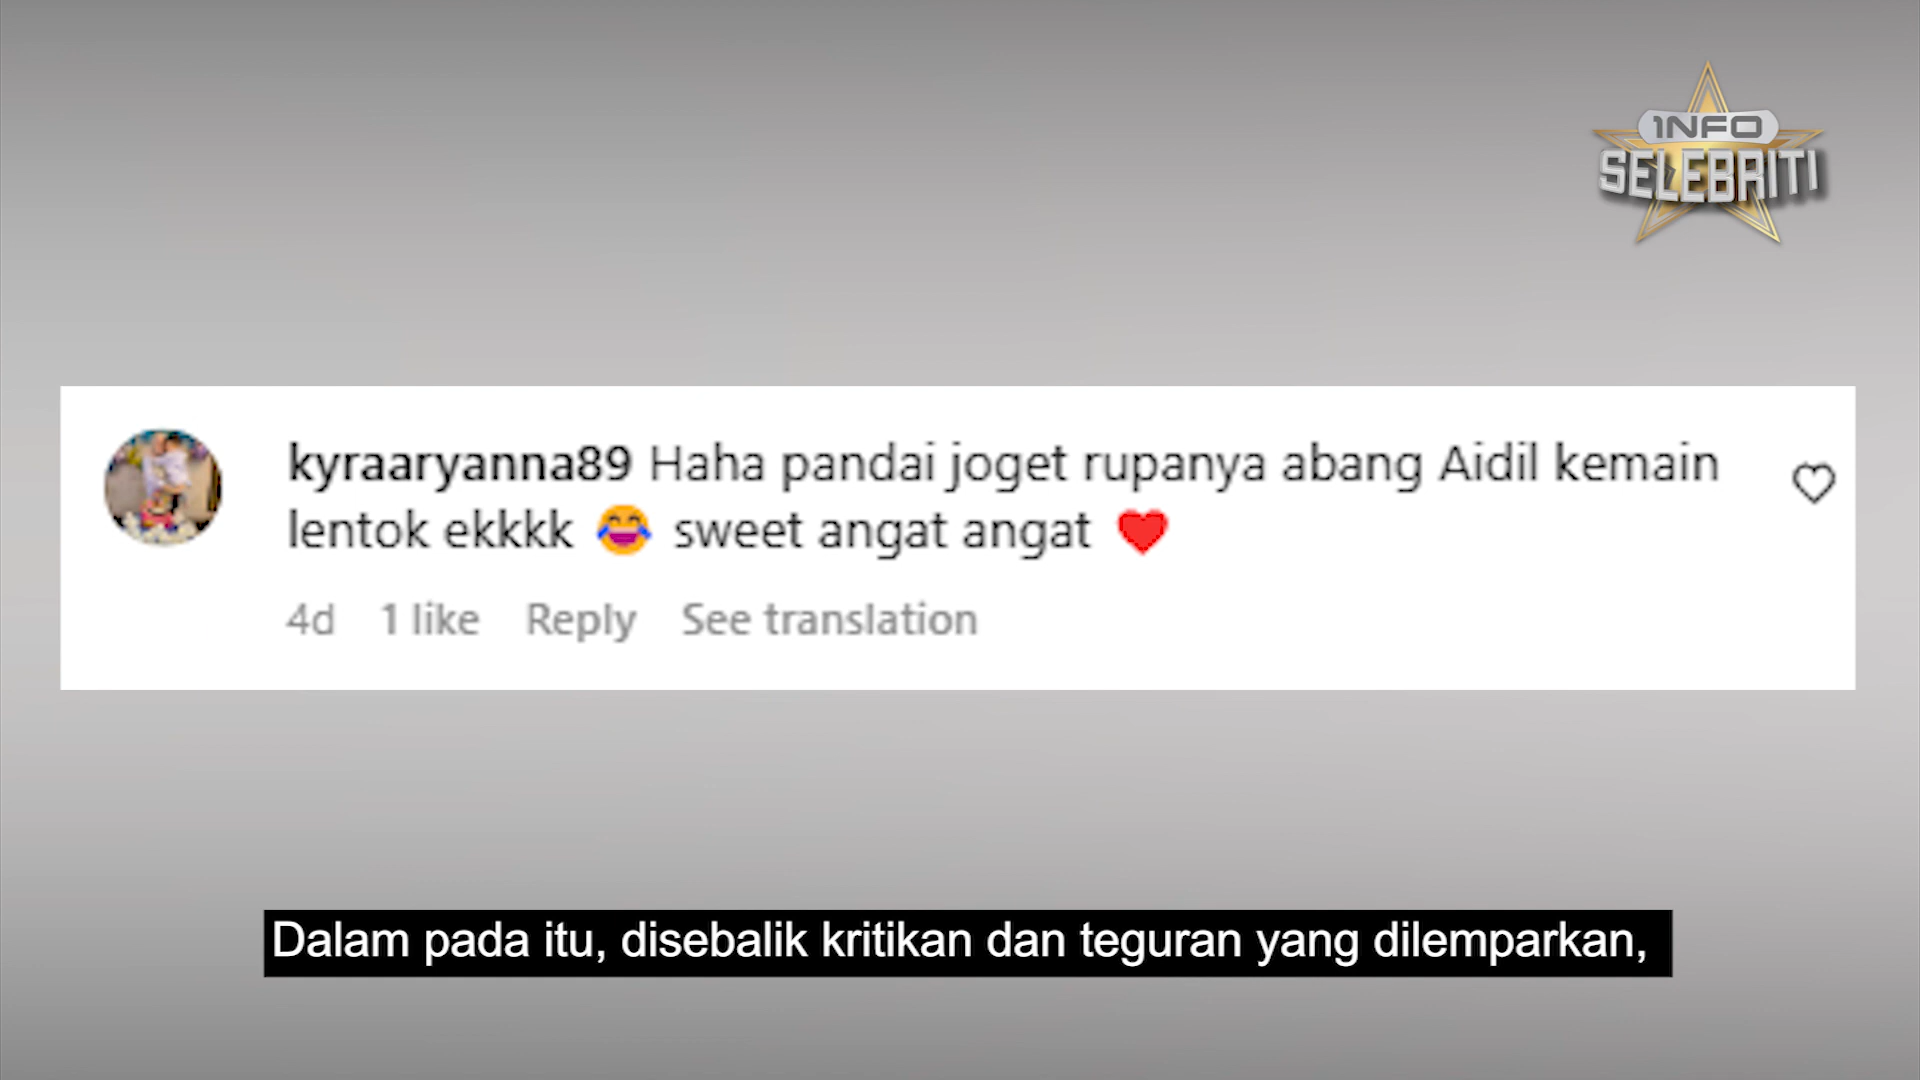 1NFO
SELEBRITI
kyraaryanna89 Haha pandai joget rupanya abang Aidil kemain
lentok ekkkk 😂 sweet angat angat ❤️
4d 1 like Reply See translation
Dalam pada itu, disebalik kritikan dan teguran yang dilemparkan,